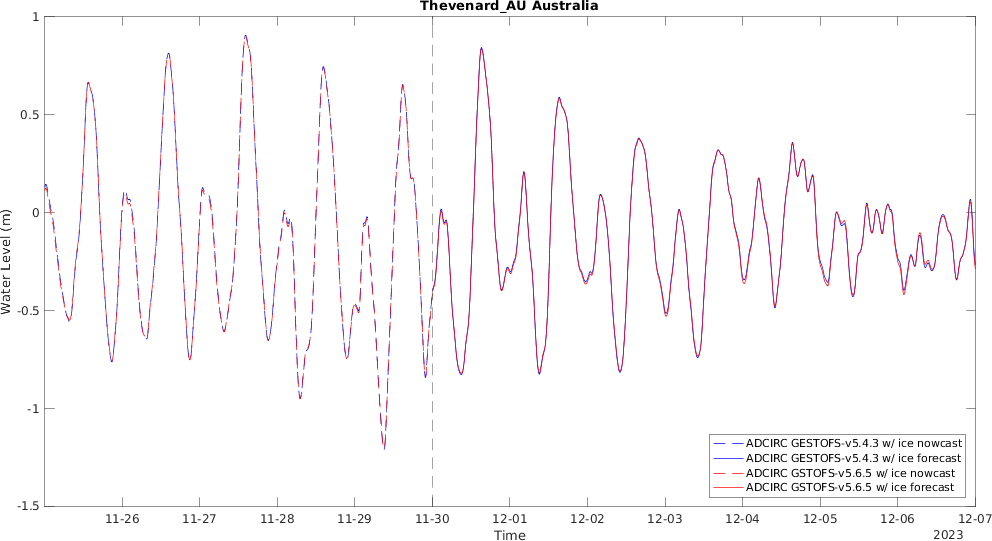 Thevenard_AU Australia
Water Level (m)
1
0.5
0
-0.5
-1
-1.5
ADCIRC GESTOFS-v5.4.3 w/ ice nowcast
ADCIRC GESTOFS-v5.4.3 w/ ice forecast
ADCIRC GSTOFS-v5.6.5 w/ ice nowcast
ADCIRC GSTOFS-v5.6.5 w/ ice forecast
11-26 11-27 11-28 11-29 11-30 12-01 12-02 12-03 12-04 12-05 12-06 12-07
Time
2023